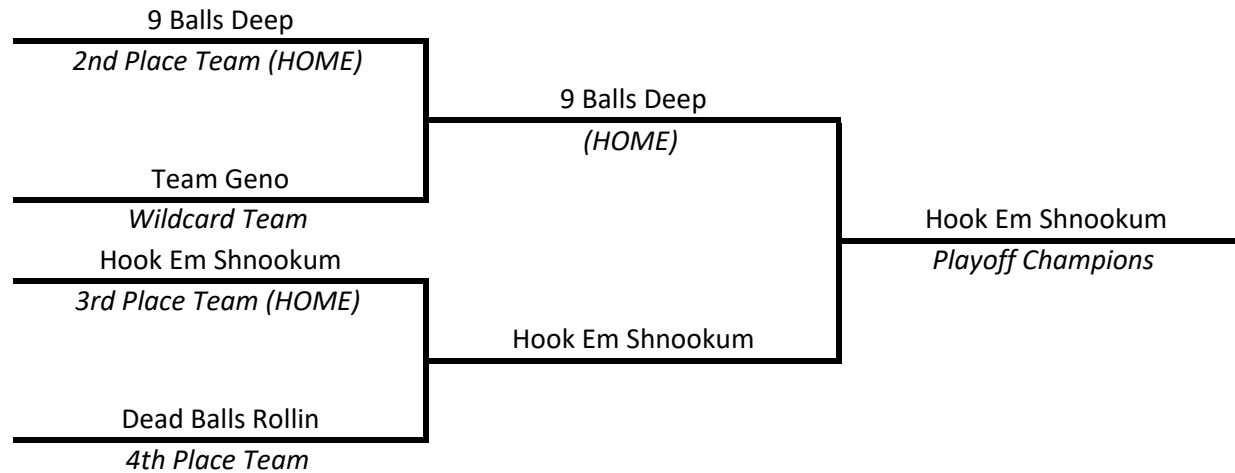 9 Balls Deep
2nd Place Team (HOME)
9 Balls Deep
(HOME)
Team Geno
Wildcard Team
Hook Em Shnookum
Playoff Champions
Hook Em Shnookum
3rd Place Team (HOME)
Hook Em Shnookum
Dead Balls Rollin
4th Place Team